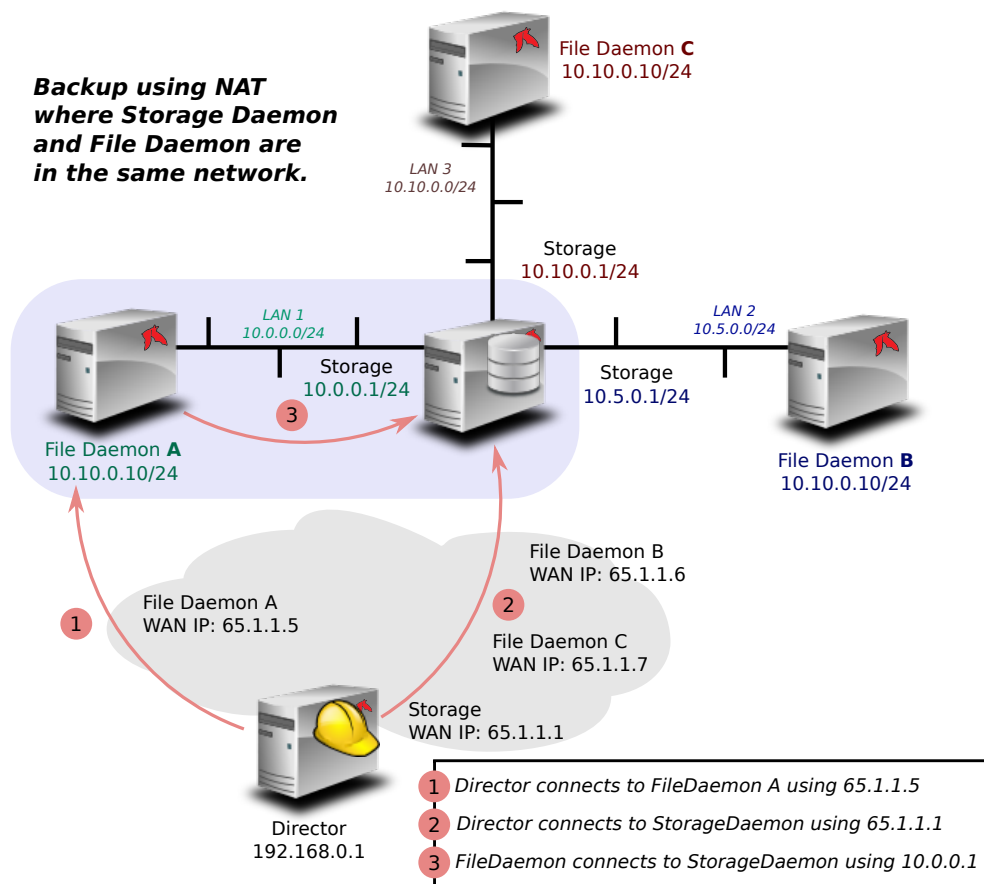 Backup using NAT
where Storage Daemon
and File Daemon are
in the same network.
File Daemon C
10.10.0.10/24
LAN 3
10.10.0.0/24
Storage
10.10.0.1/24
LAN 1
10.0.0.0/24
Storage
10.0.0.1/24
LAN 2
10.5.0.0/24
Storage
10.5.0.1/24
3
File Daemon A
10.10.0.10/24
File Daemon B
10.10.0.10/24
File Daemon B
WAN IP: 65.1.1.6
1
File Daemon A
WAN IP: 65.1.1.5
2
File Daemon C
WAN IP: 65.1.1.7
Storage
WAN IP: 65.1.1.1
Director
192.168.0.1
1 Director connects to FileDaemon A using 65.1.1.5
2 Director connects to StorageDaemon using 65.1.1.1
3 FileDaemon connects to StorageDaemon using 10.0.0.1